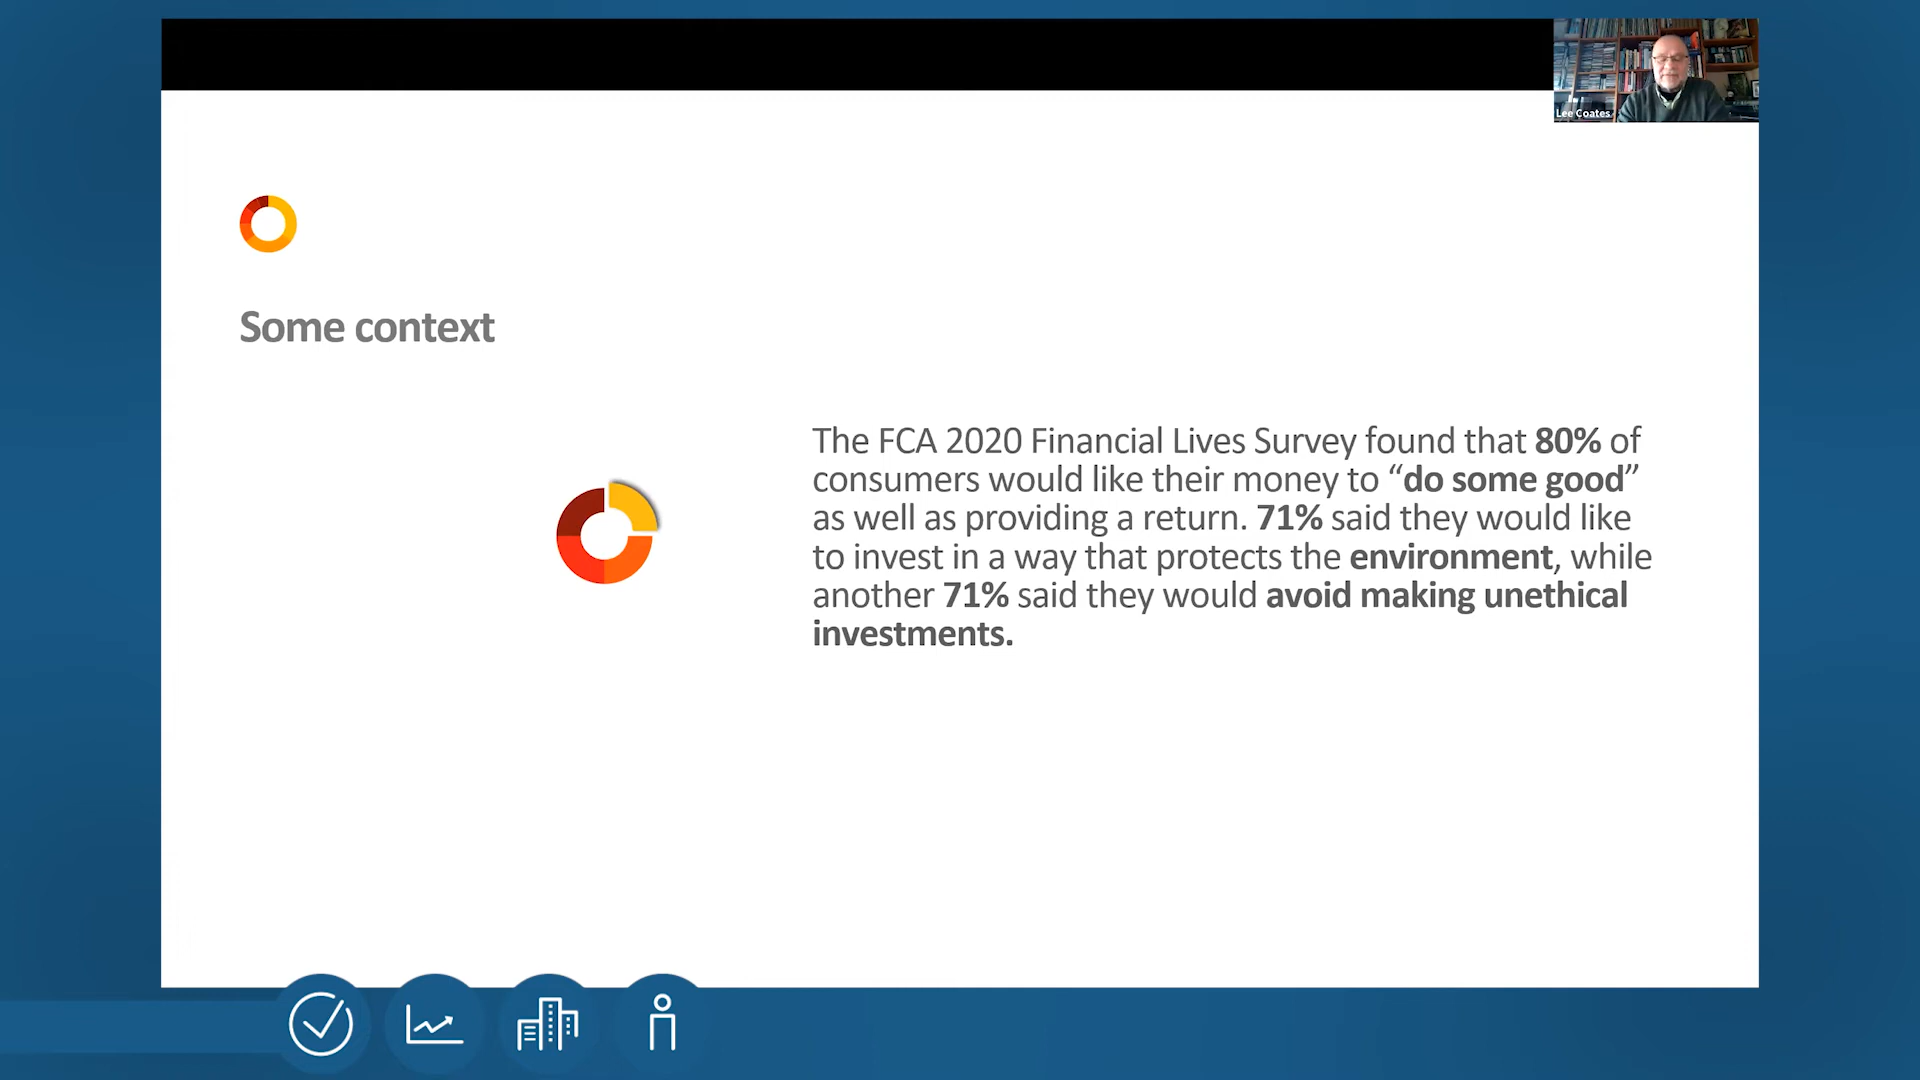 Lee Coates
Some context
The FCA 2020 Financial Lives Survey found that 80% of
consumers would like their money to “do some good”
as well as providing a return. 71% said they would like
to invest in a way that protects the environment, while
another 71% said they would avoid making unethical
investments.